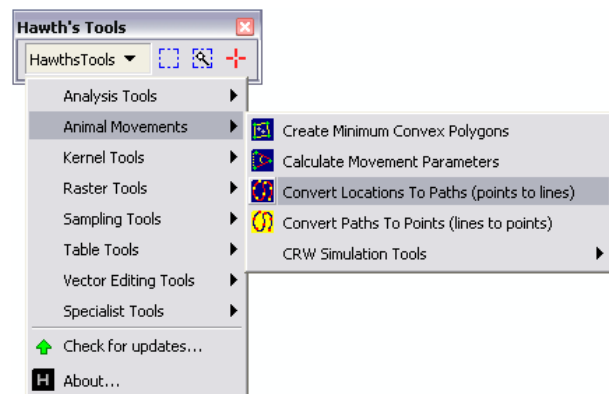 Hawth's Tools
HawthsTools
Analysis Tools
Animal Movements
Kernel Tools
Raster Tools
Sampling Tools
Table Tools
Vector Editing Tools
Specialist Tools
Check for updates...
H About...
Create Minimum Convex Polygons
Calculate Movement Parameters
Convert Locations To Paths (points to lines)
Convert Paths To Points (lines to points)
CRW Simulation Tools